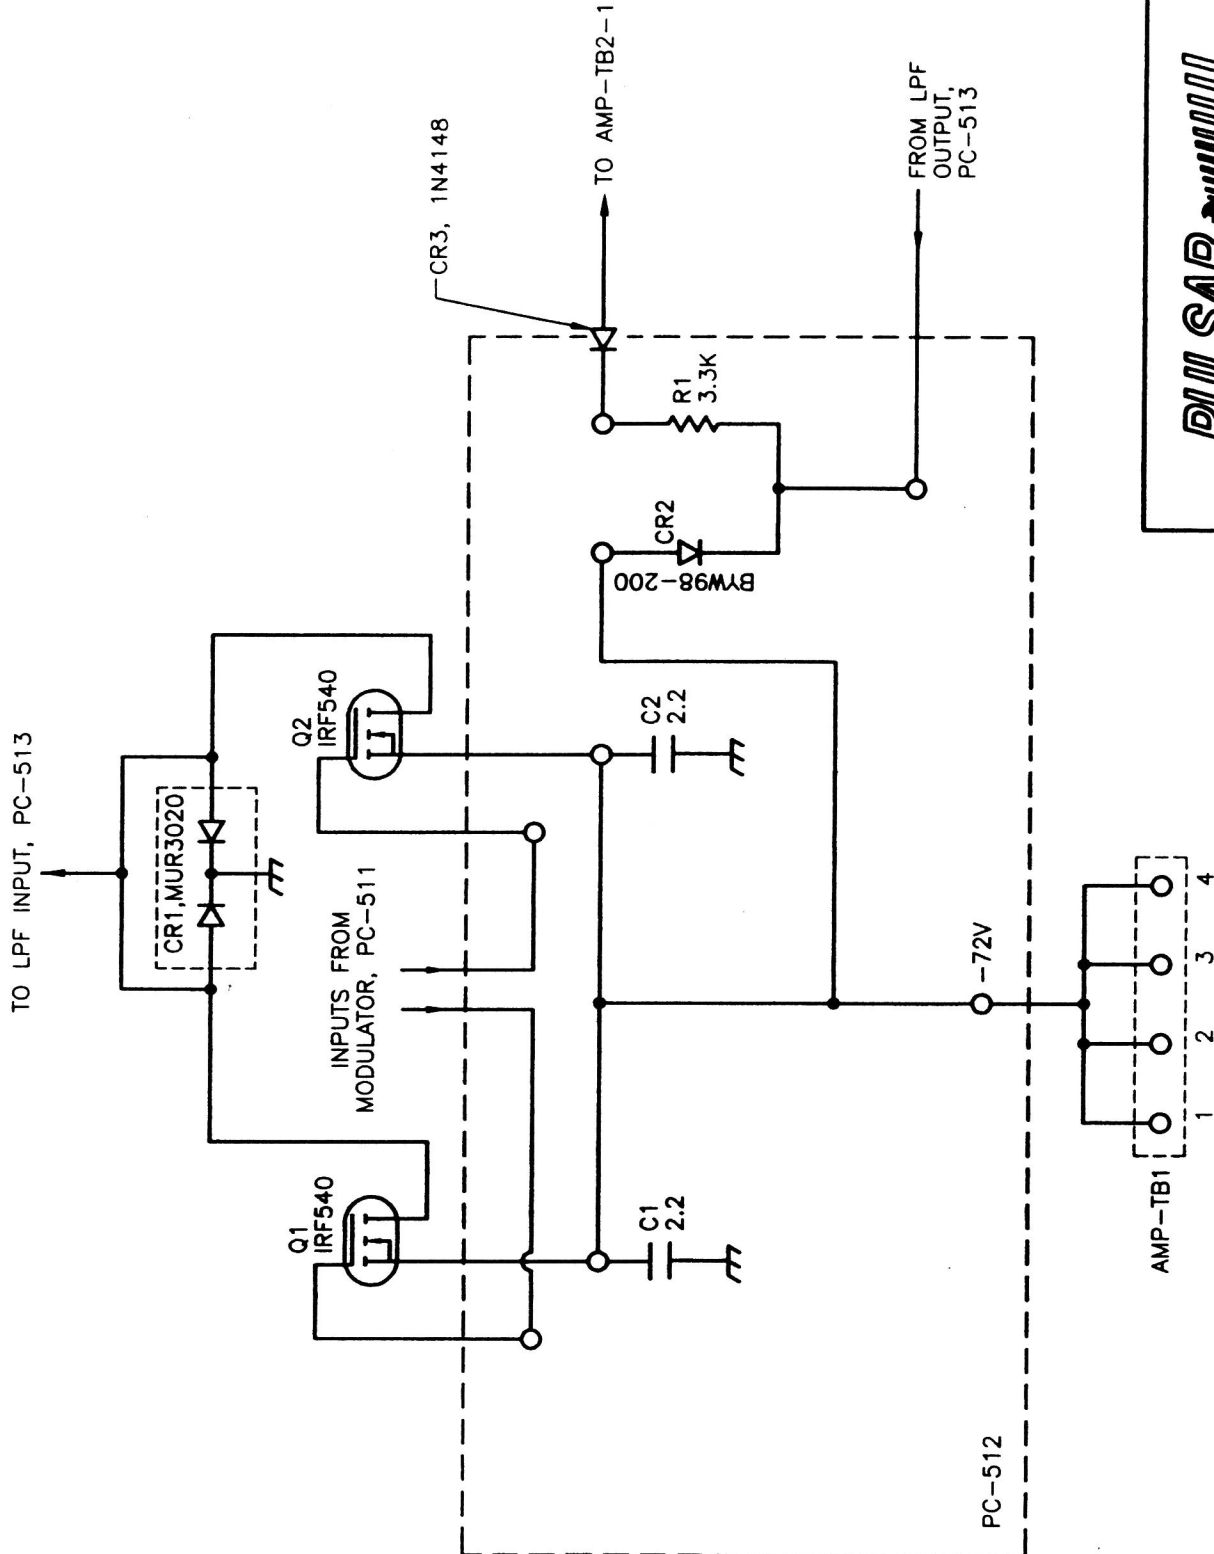 TO LPF INPUT, PC-513
CR1,MUR3020
Q1
IRF540
Q2
IRF540
INPUTS FROM
MODULATOR, PC-511
CR3, 1N4148
TO AMP-TB2-1
C1
2.2
C2
2.2
BYW98-200
CR2
R1
3.3K
FROM LPF
OUTPUT,
PC-513
PC-512
-72V
AMP-TB1
1
2
3
4
PULSAR